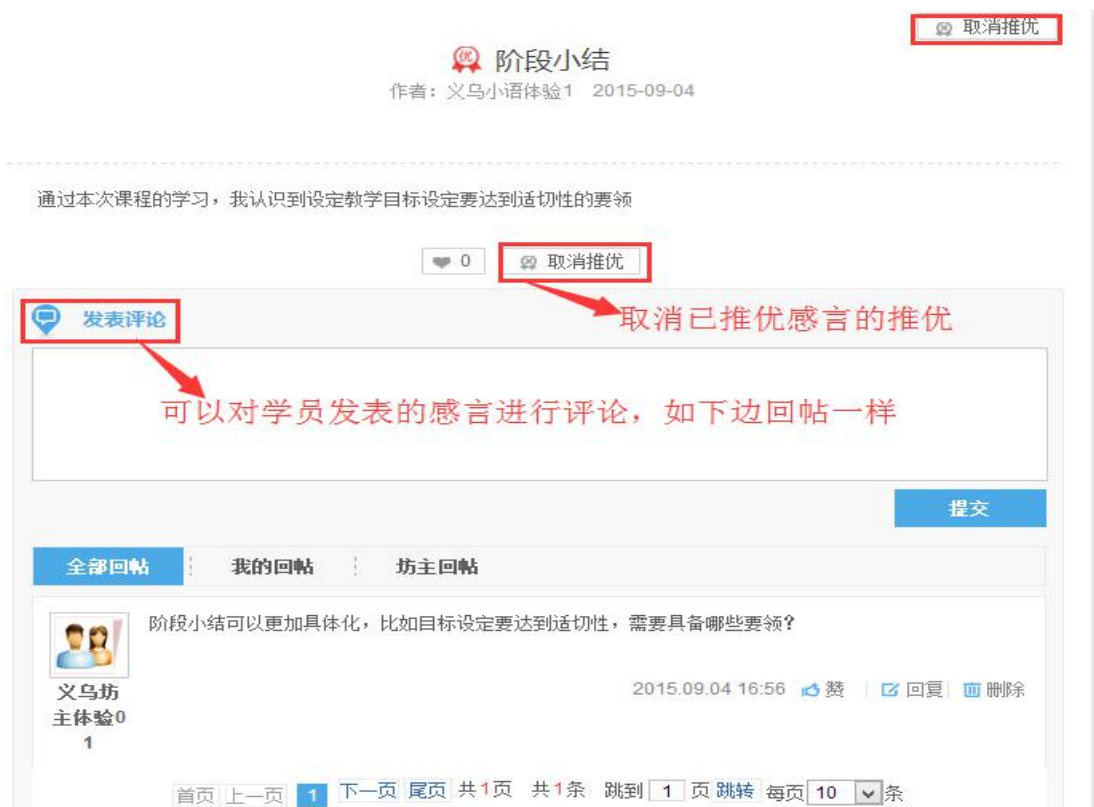 取消推优
优 阶段小结
作者：义乌小语体验1 2015-09-04
通过本次课程的学习，我认识到设定教学目标设定要达到适切性的要领
0 取消推优
发表评论
取消已推优感言的推优
可以对学员发表的感言进行评论，如下边回帖一样
提交
全部回帖 我的回帖 坊主回帖
阶段小结可以更加具体化，比如目标设定要达到适切性，需要具备哪些要领?
义乌坊
主体验0
1
2015.09.04 16:56 赞 回复 删除
首页 上一页 1 下一页 尾页 共1页 共1条 跳到 1 页 跳转 每页 10 条